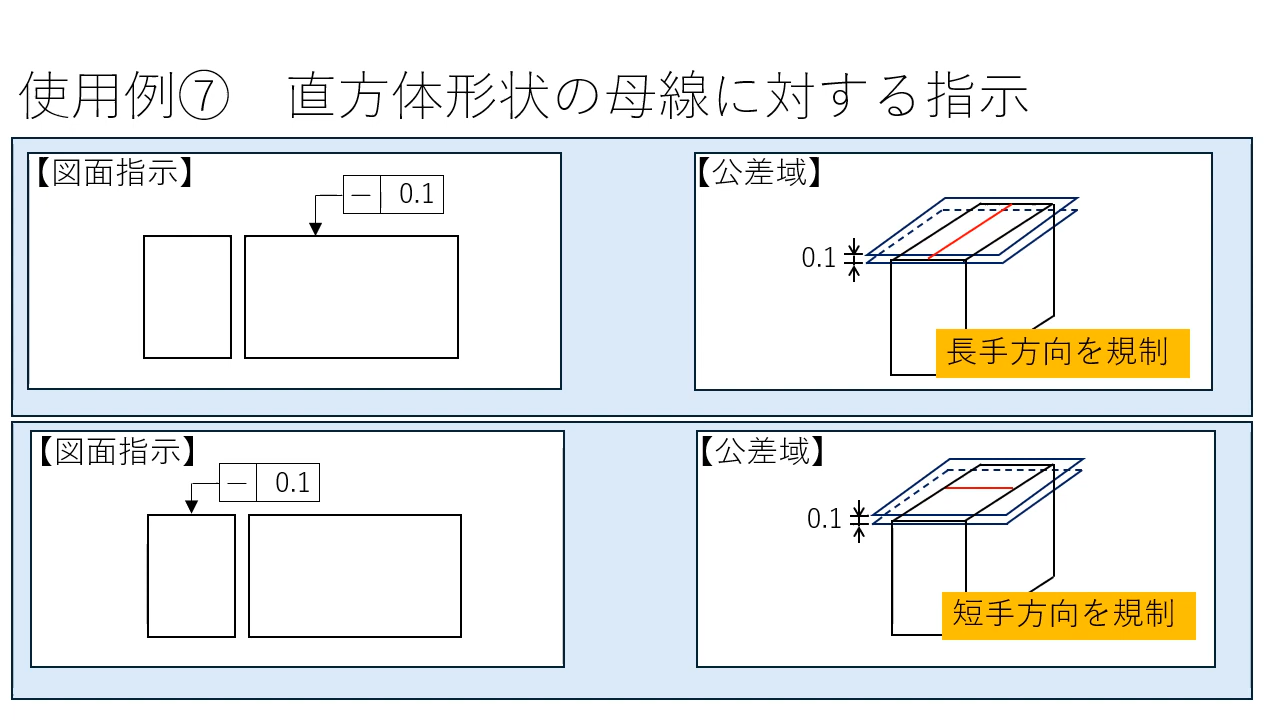 使用例⑦　直方体形状の母線に対する指示
【図面指示】
― 0.1
【公差域】
0.1
長手方向を規制
【図面指示】
― 0.1
【公差域】
0.1
短手方向を規制